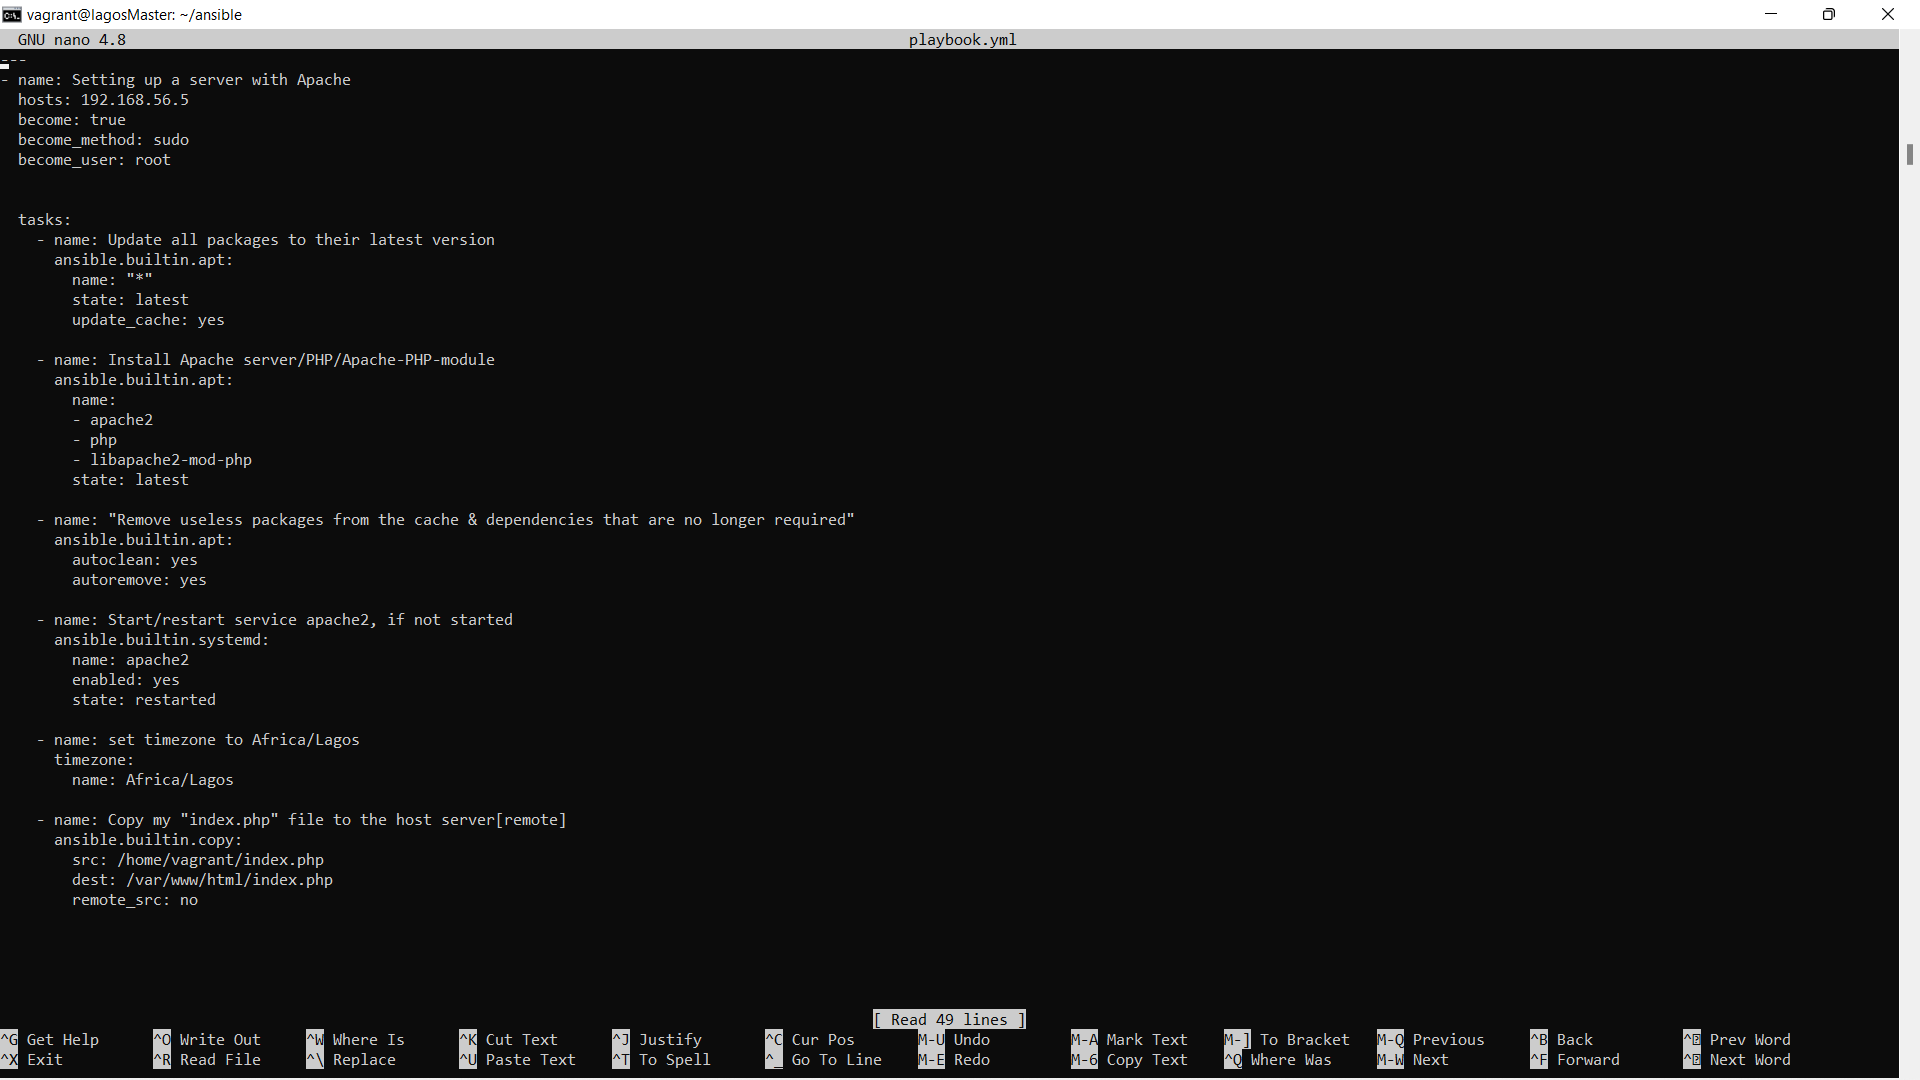 vagrant@lagosMaster: ~/ansible
GNU nano 4.8 playbook.yml
---
- name: Setting up a server with Apache
  hosts: 192.168.56.5
  become: true
  become_method: sudo
  become_user: root
  tasks:
    - name: Update all packages to their latest version
      ansible.builtin.apt:
        name: "*"
        state: latest
        update_cache: yes
    - name: Install Apache server/PHP/Apache-PHP-module
      ansible.builtin.apt:
        name:
        - apache2
        - php
        - libapache2-mod-php
        state: latest
    - name: "Remove useless packages from the cache & dependencies that are no longer required"
      ansible.builtin.apt:
        autoclean: yes
        autoremove: yes
    - name: Start/restart service apache2, if not started
      ansible.builtin.systemd:
        name: apache2
        enabled: yes
        state: restarted
    - name: set timezone to Africa/Lagos
      timezone:
        name: Africa/Lagos
    - name: Copy my "index.php" file to the host server[remote]
      ansible.builtin.copy:
        src: /home/vagrant/index.php
        dest: /var/www/html/index.php
        remote_src: no
[ Read 49 lines ]
^G Get Help ^O Write Out ^W Where Is ^K Cut Text ^J Justify ^C Cur Pos M-U Undo M-A Mark Text M-] To Bracket M-Q Previous ^B Back Prev Word
^X Exit ^R Read File ^\ Replace ^U Paste Text ^T To Spell ^_ Go To Line M-E Redo M-6 Copy Text ^Q Where Was M-W Next ^F Forward Next Word